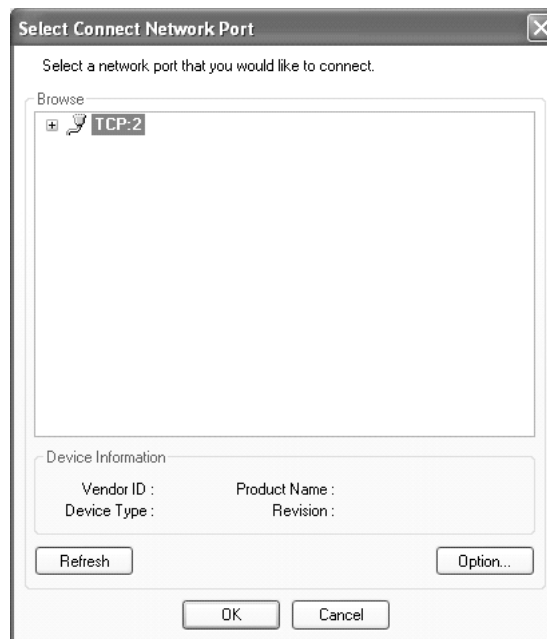 Select Connect Network Port
Select a network port that you would like to connect.
Browse
TCP:2
Device Information
Vendor ID : Product Name :
Device Type : Revision :
Refresh Option...
OK Cancel